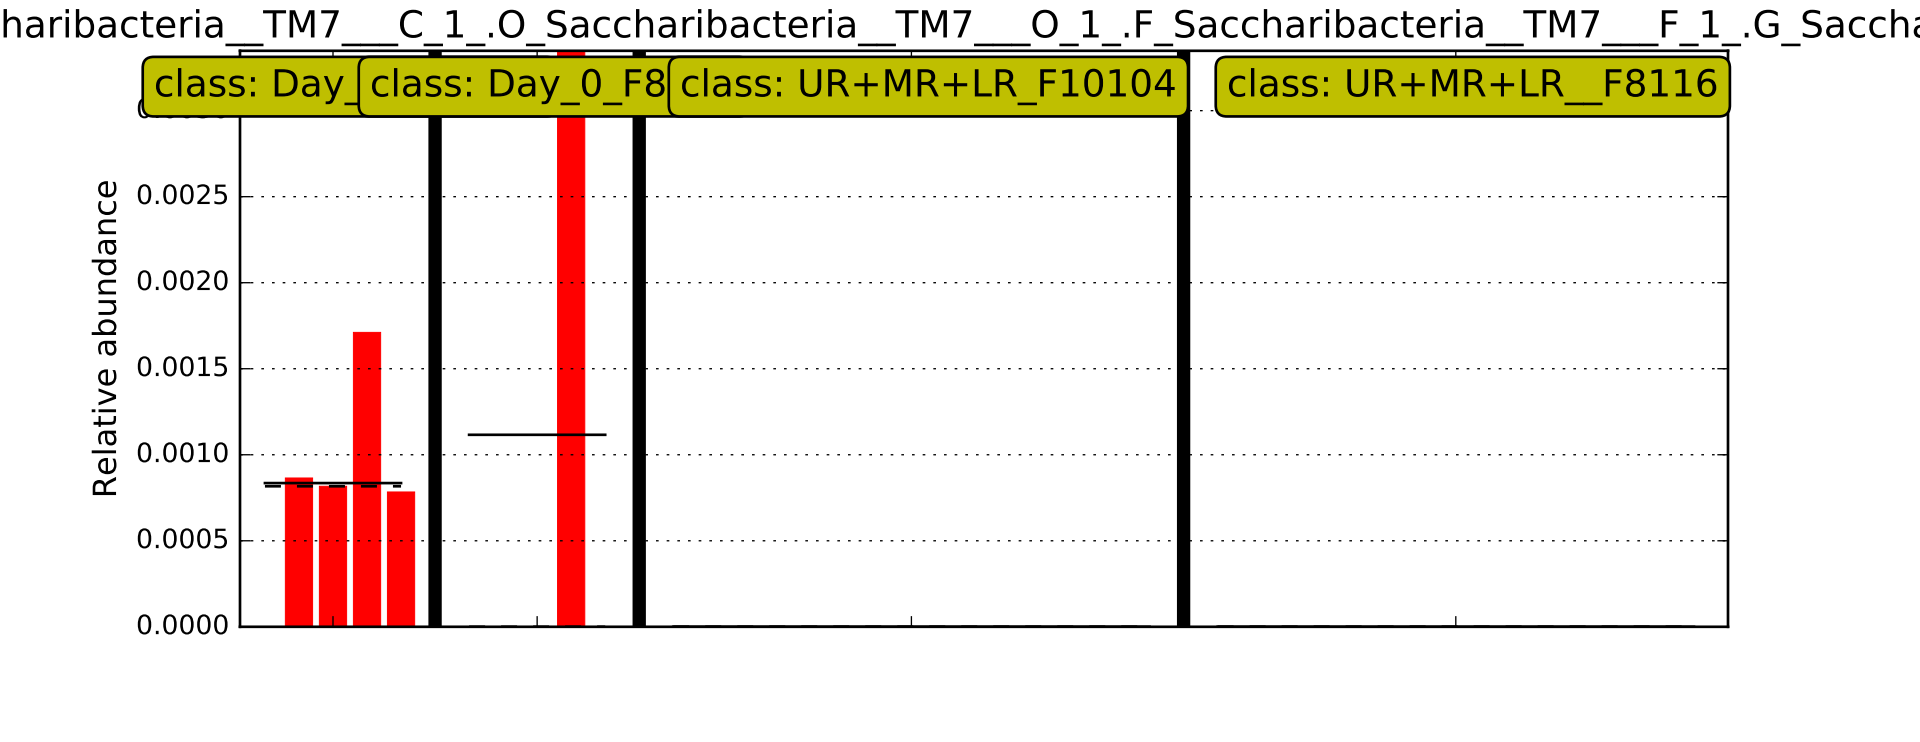 haribacteria__TM7___C_1_.O_Saccharibacteria__TM7___O_1_.F_Saccharibacteria__TM7___F_1_.G_Saccha
class: Day_ class: Day_0_F8 class: UR+MR+LR_F10104 class: UR+MR+LR__F8116
0.0025
0.0020
0.0015
0.0010
0.0005
0.0000
Relative abundance